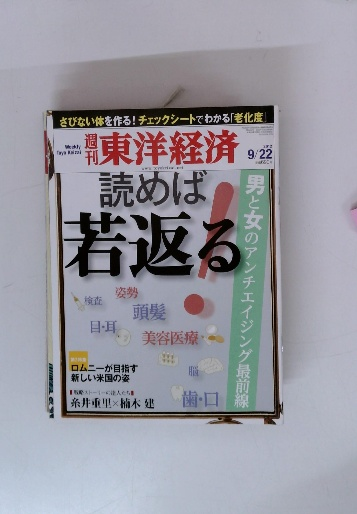 さびない体を作る!チェックシートでわかる「老化度」
Weekly
Toyo Keizai
週刊東洋経済
2012
9/22
読めば
若返る!
男と女のアンチエイジング最前線
検査
姿勢
頭髪
目・耳
美容医療
脳
歯・口
ロムニーが目指す
新しい米国の姿
糸井重里×楠木 建